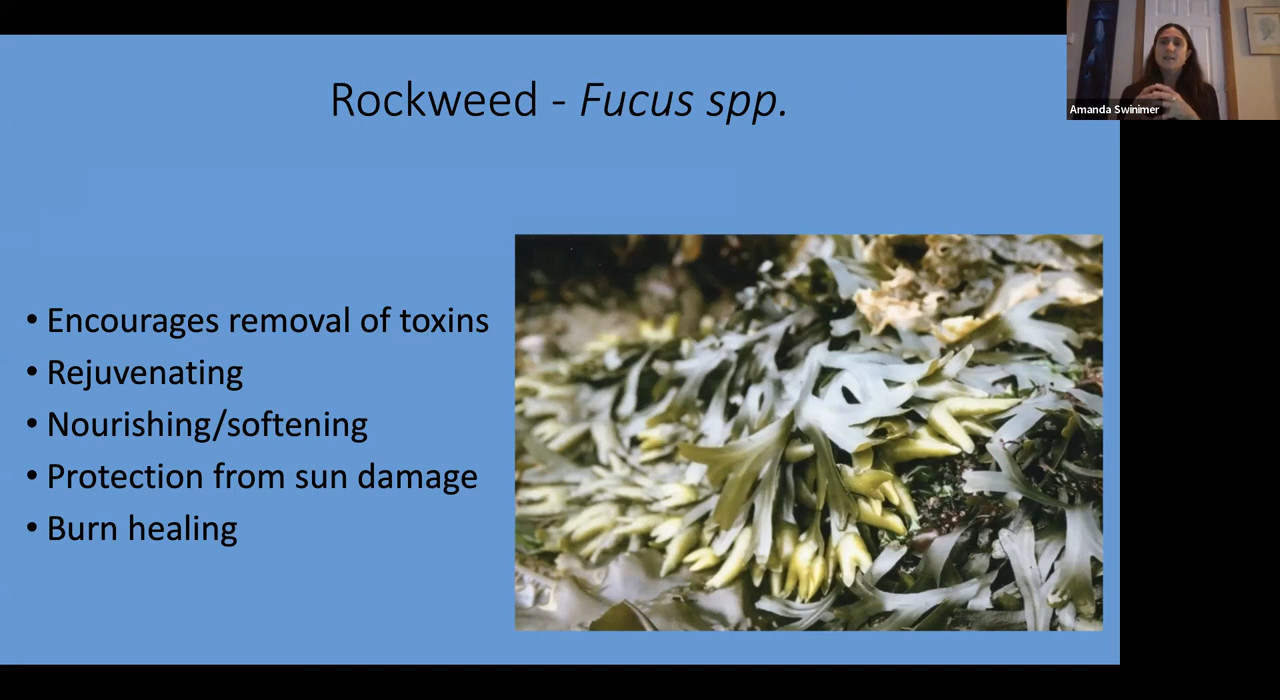 Rockweed - Fucus spp.
Amanda Swinimer
• Encourages removal of toxins
• Rejuvenating
• Nourishing/softening
• Protection from sun damage
• Burn healing